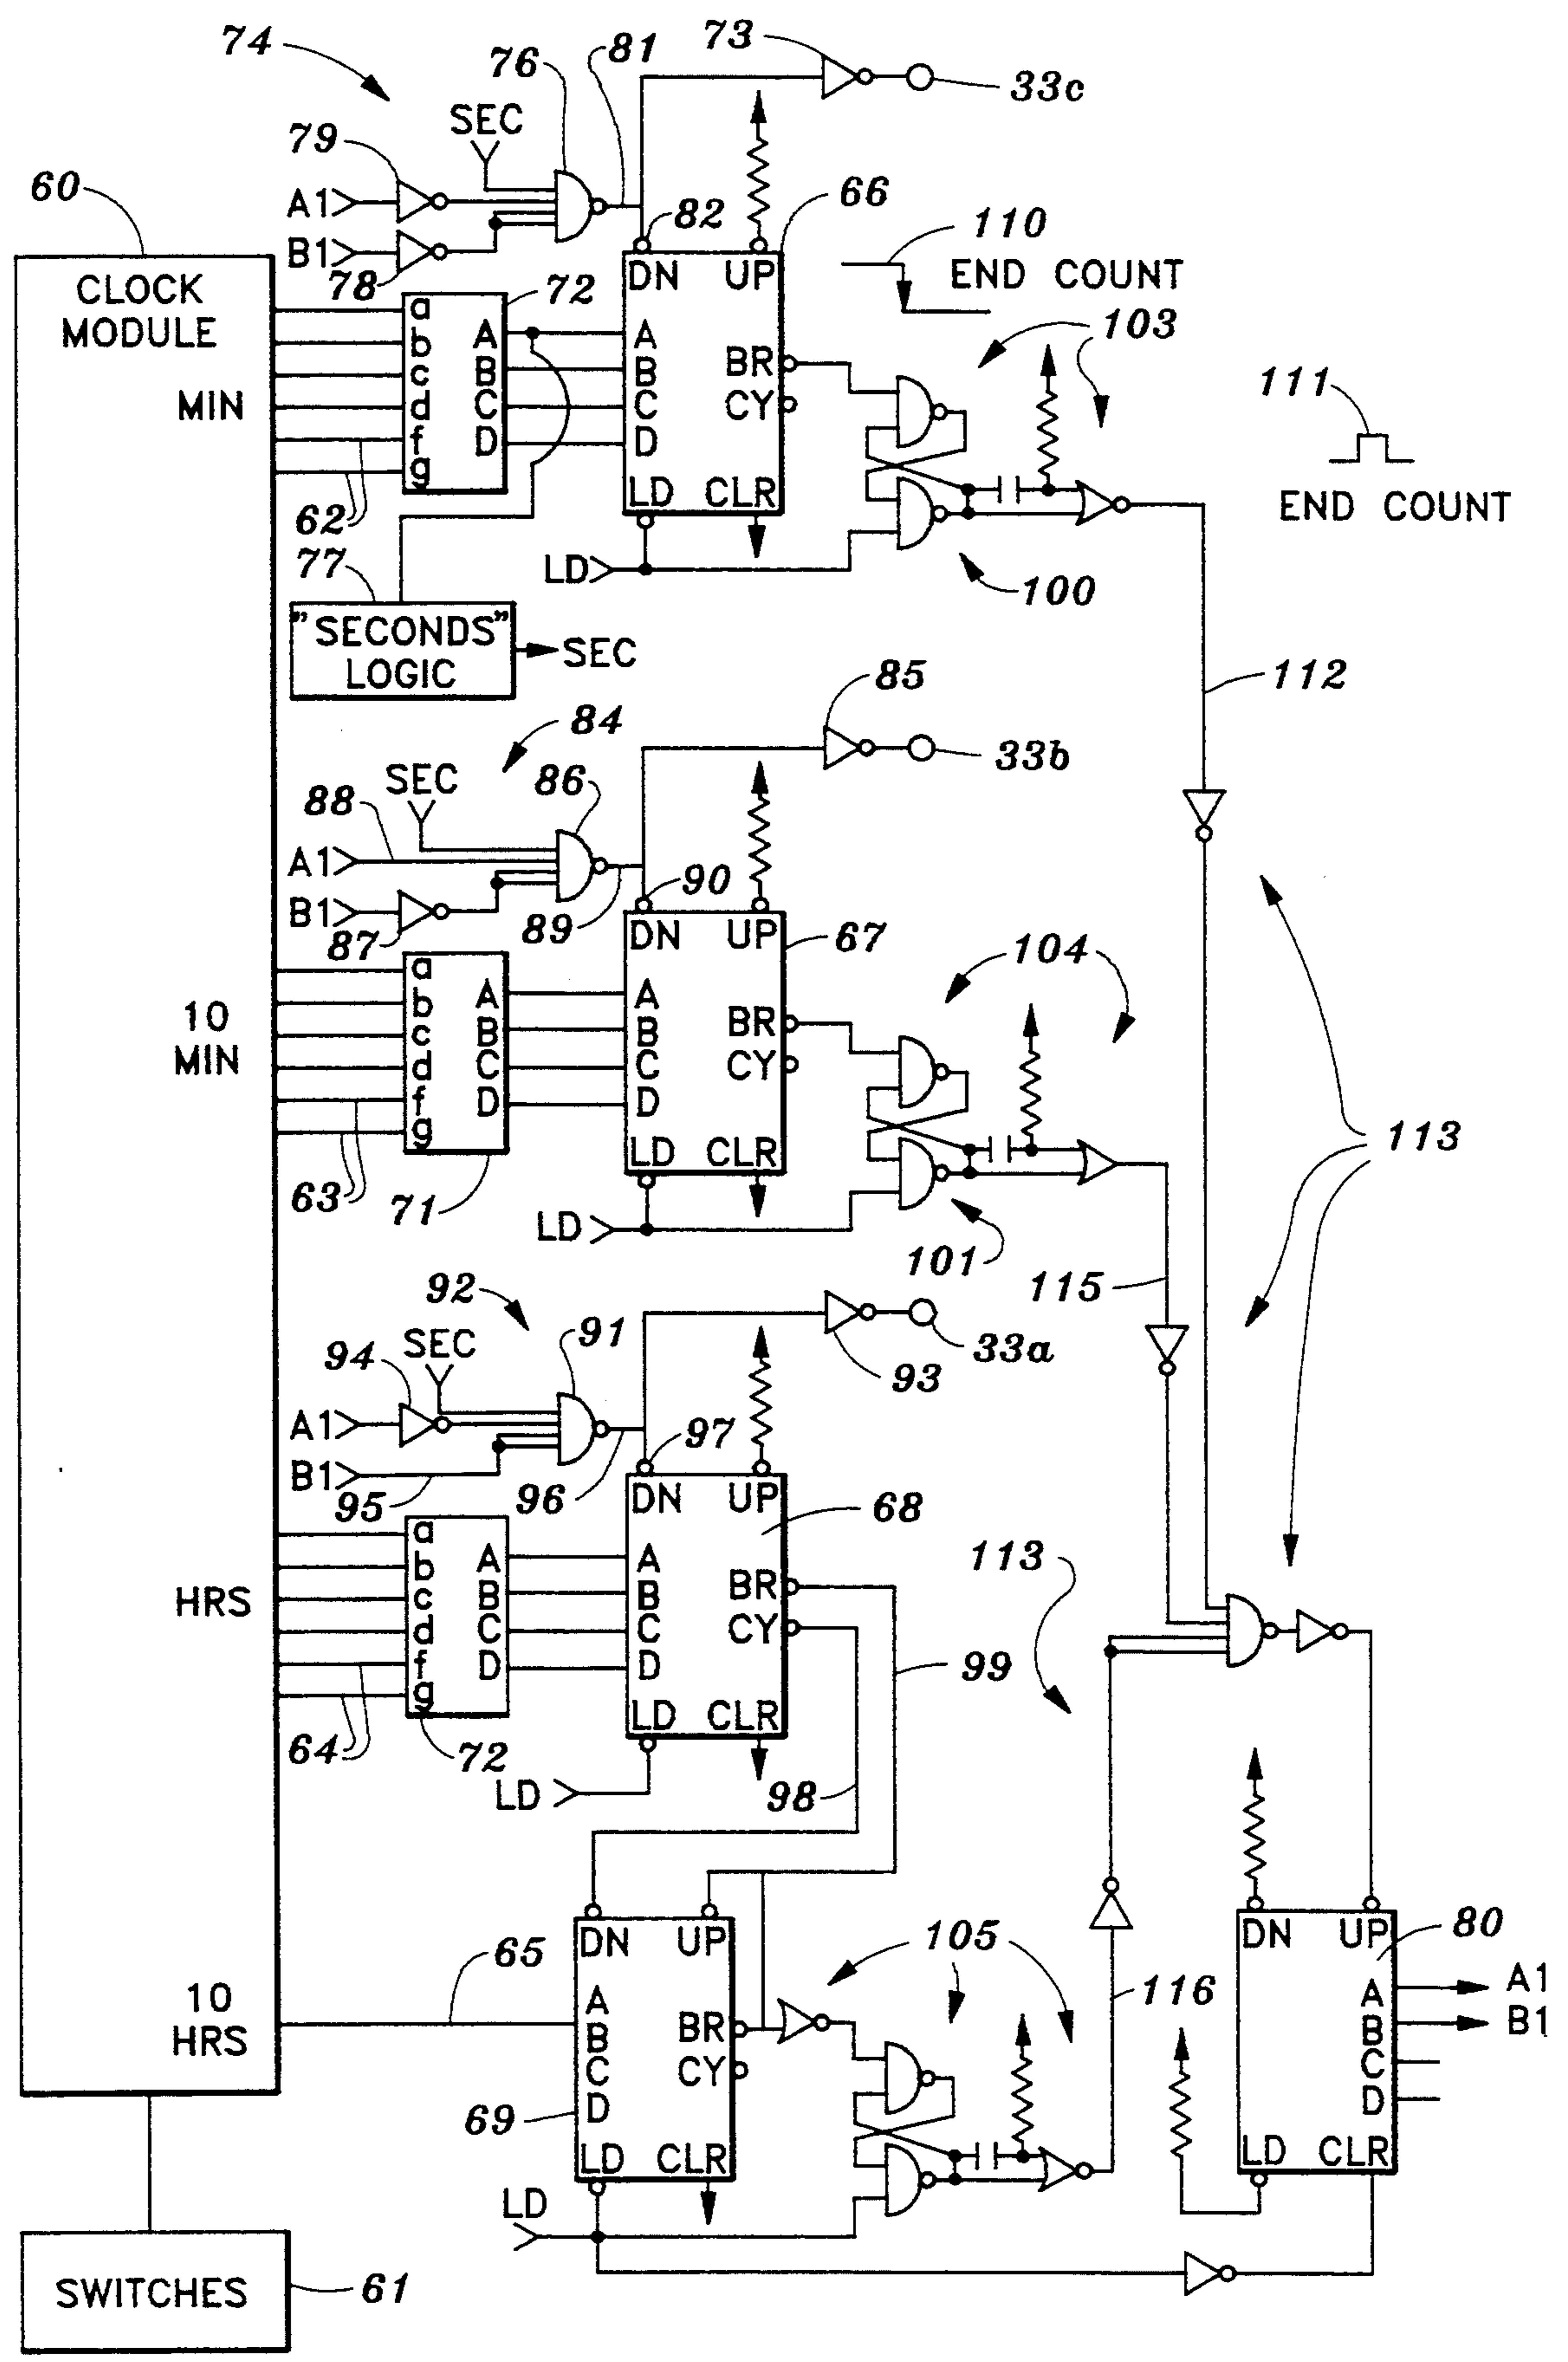 74
76
81
73
33c
SEC
79
A1
B1
78
82
66
60
CLOCK
MODULE
72
DN UP
110
END COUNT
103
111
END COUNT
MIN
a
b
c
d
f
g
A
B
C
D
A
B
C
D
BR
CY
LD CLR
62
77
LD
100
"SECONDS"
LOGIC
SEC
112
85
84
33b
SEC
86
88
A1
B1
87
89
90
DN UP
67
104
10
MIN
a
b
c
d
f
g
A
B
C
D
A
B
C
D
BR
CY
LD CLR
63
71
LD
101
113
115
92
91
SEC
94
A1
B1
95
96
97
33a
93
DN UP
68
113
HRS
a
b
c
d
f
g
A
B
C
D
A
B
C
D
BR
CY
LD CLR
99
64
72
LD
98
65
DN UP
105
116
DN UP
80
10
HRS
A
B
C
D
BR
CY
69
LD CLR
LD
A
B
C
D
A1
B1
LD CLR
SWITCHES
61